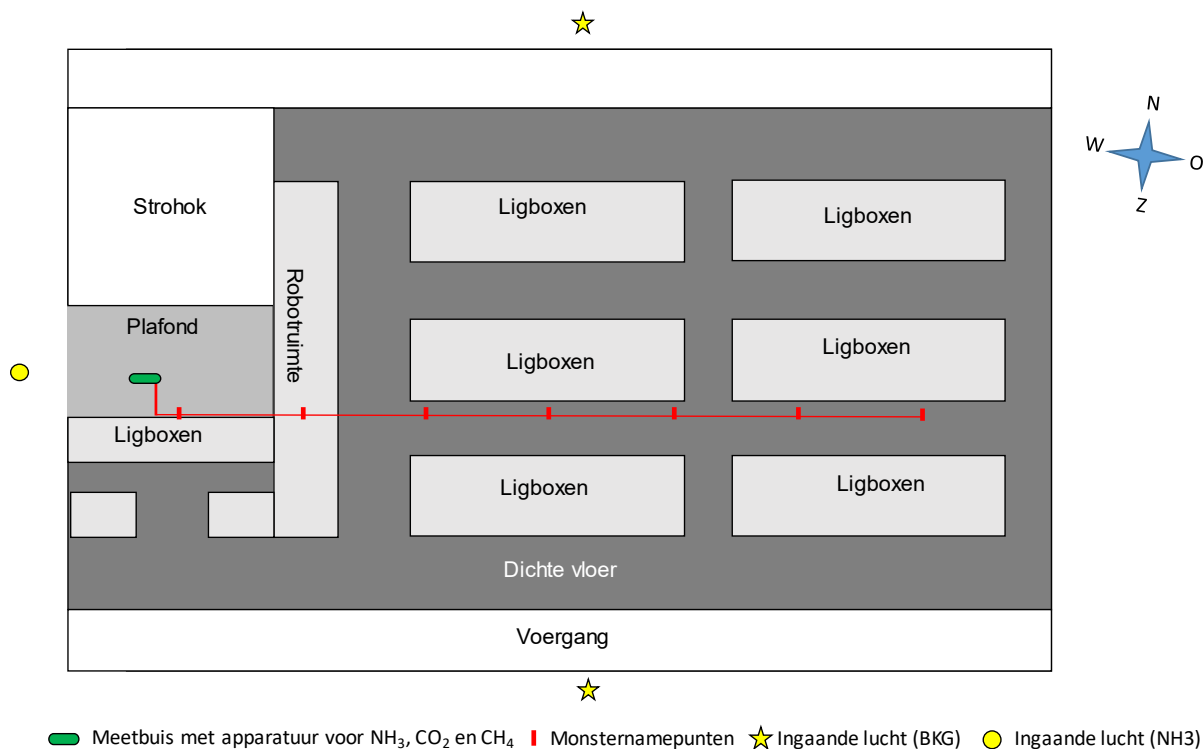 N
W
O
Z
Strohok
Ligboxen
Ligboxen
Robotruimte
Plafond
Ligboxen
Ligboxen
Ligboxen
Ligboxen
Ligboxen
Dichte vloer
Voergang
Meetbuis met apparatuur voor NH₃, CO₂ en CH₄ Monsternamepunten Ingaande lucht (BKG) Ingaande lucht (NH3)